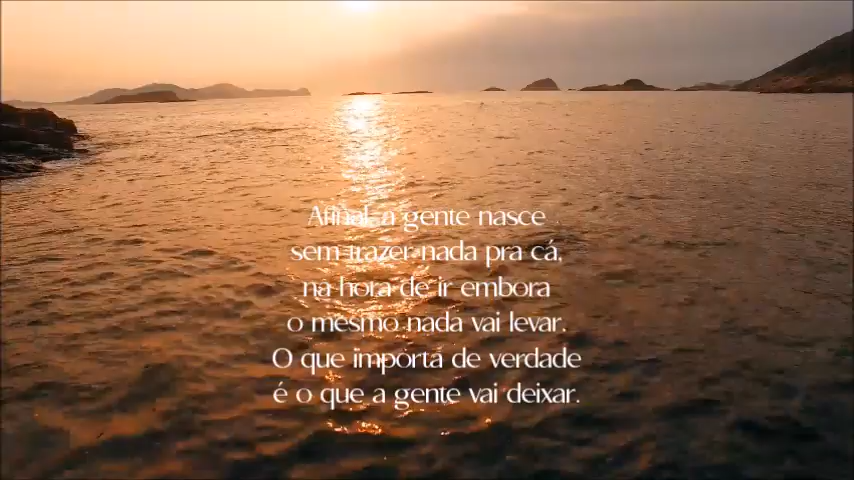 Afinal, a gente nasce
sem trazer nada pra cá,
na hora de ir embora
o mesmo nada vai levar.
O que importa de verdade
é o que a gente vai deixar.